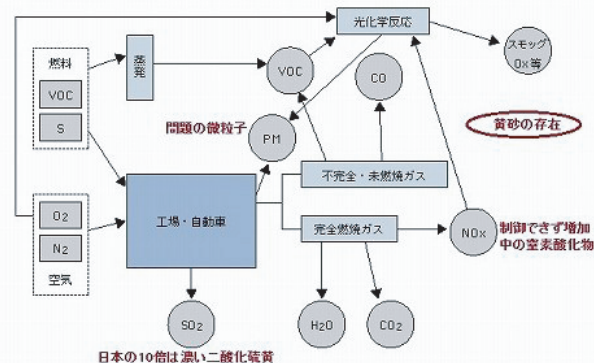 光化学反応
スモッグ
Ox等
燃料
VOC
S
蒸発
VOC
CO
黄砂の存在
問題の微粒子
PM
不完全・未燃焼ガス
工場・自動車
O2
N2
空気
完全燃焼ガス
NOx
制御できず増加
中の窒素酸化物
SO2
H2O
CO2
日本の10倍は濃い二酸化硫黄